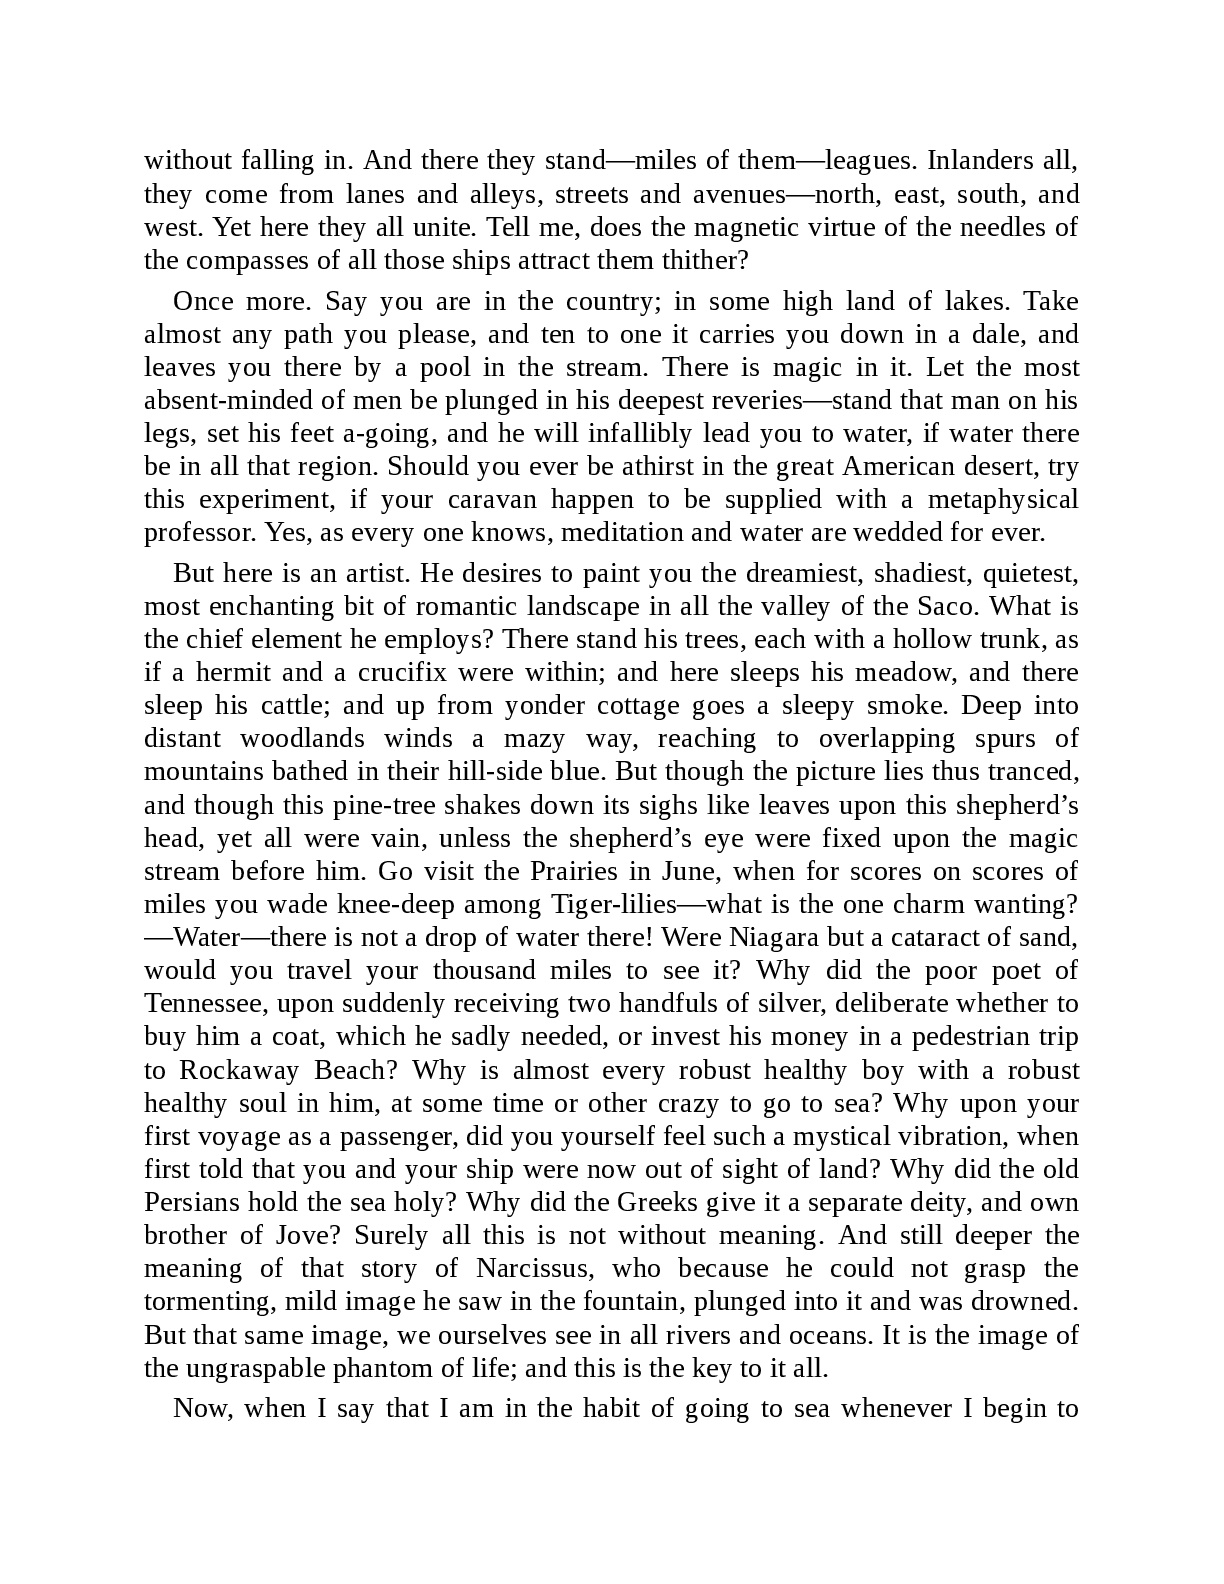 without falling in. And there they stand—miles of them—leagues. Inlanders all,
they come from lanes and alleys, streets and avenues—north, east, south, and
west. Yet here they all unite. Tell me, does the magnetic virtue of the needles of
the compasses of all those ships attract them thither?
Once more. Say you are in the country; in some high land of lakes. Take
almost any path you please, and ten to one it carries you down in a dale, and
leaves you there by a pool in the stream. There is magic in it. Let the most
absent-minded of men be plunged in his deepest reveries—stand that man on his
legs, set his feet a-going, and he will infallibly lead you to water, if water there
be in all that region. Should you ever be athirst in the great American desert, try
this experiment, if your caravan happen to be supplied with a metaphysical
professor. Yes, as every one knows, meditation and water are wedded for ever.
But here is an artist. He desires to paint you the dreamiest, shadiest, quietest,
most enchanting bit of romantic landscape in all the valley of the Saco. What is
the chief element he employs? There stand his trees, each with a hollow trunk, as
if a hermit and a crucifix were within; and here sleeps his meadow, and there
sleep his cattle; and up from yonder cottage goes a sleepy smoke. Deep into
distant woodlands winds a mazy way, reaching to overlapping spurs of
mountains bathed in their hill-side blue. But though the picture lies thus tranced,
and though this pine-tree shakes down its sighs like leaves upon this shepherd’s
head, yet all were vain, unless the shepherd’s eye were fixed upon the magic
stream before him. Go visit the Prairies in June, when for scores on scores of
miles you wade knee-deep among Tiger-lilies—what is the one charm wanting?
—Water—there is not a drop of water there! Were Niagara but a cataract of sand,
would you travel your thousand miles to see it? Why did the poor poet of
Tennessee, upon suddenly receiving two handfuls of silver, deliberate whether to
buy him a coat, which he sadly needed, or invest his money in a pedestrian trip
to Rockaway Beach? Why is almost every robust healthy boy with a robust
healthy soul in him, at some time or other crazy to go to sea? Why upon your
first voyage as a passenger, did you yourself feel such a mystical vibration, when
first told that you and your ship were now out of sight of land? Why did the old
Persians hold the sea holy? Why did the Greeks give it a separate deity, and own
brother of Jove? Surely all this is not without meaning. And still deeper the
meaning of that story of Narcissus, who because he could not grasp the
tormenting, mild image he saw in the fountain, plunged into it and was drowned.
But that same image, we ourselves see in all rivers and oceans. It is the image of
the ungraspable phantom of life; and this is the key to it all.
Now, when I say that I am in the habit of going to sea whenever I begin to